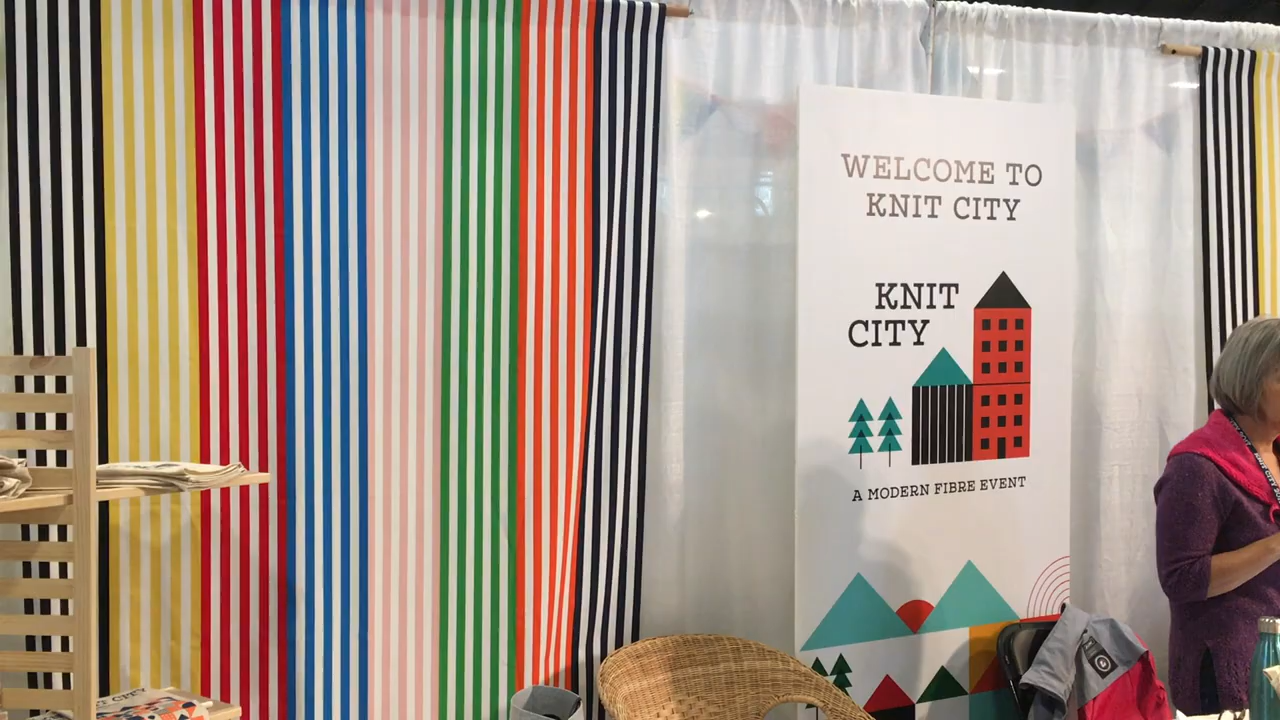 WELCOME TO
KNIT CITY
KNIT
CITY
A MODERN FIBRE EVENT